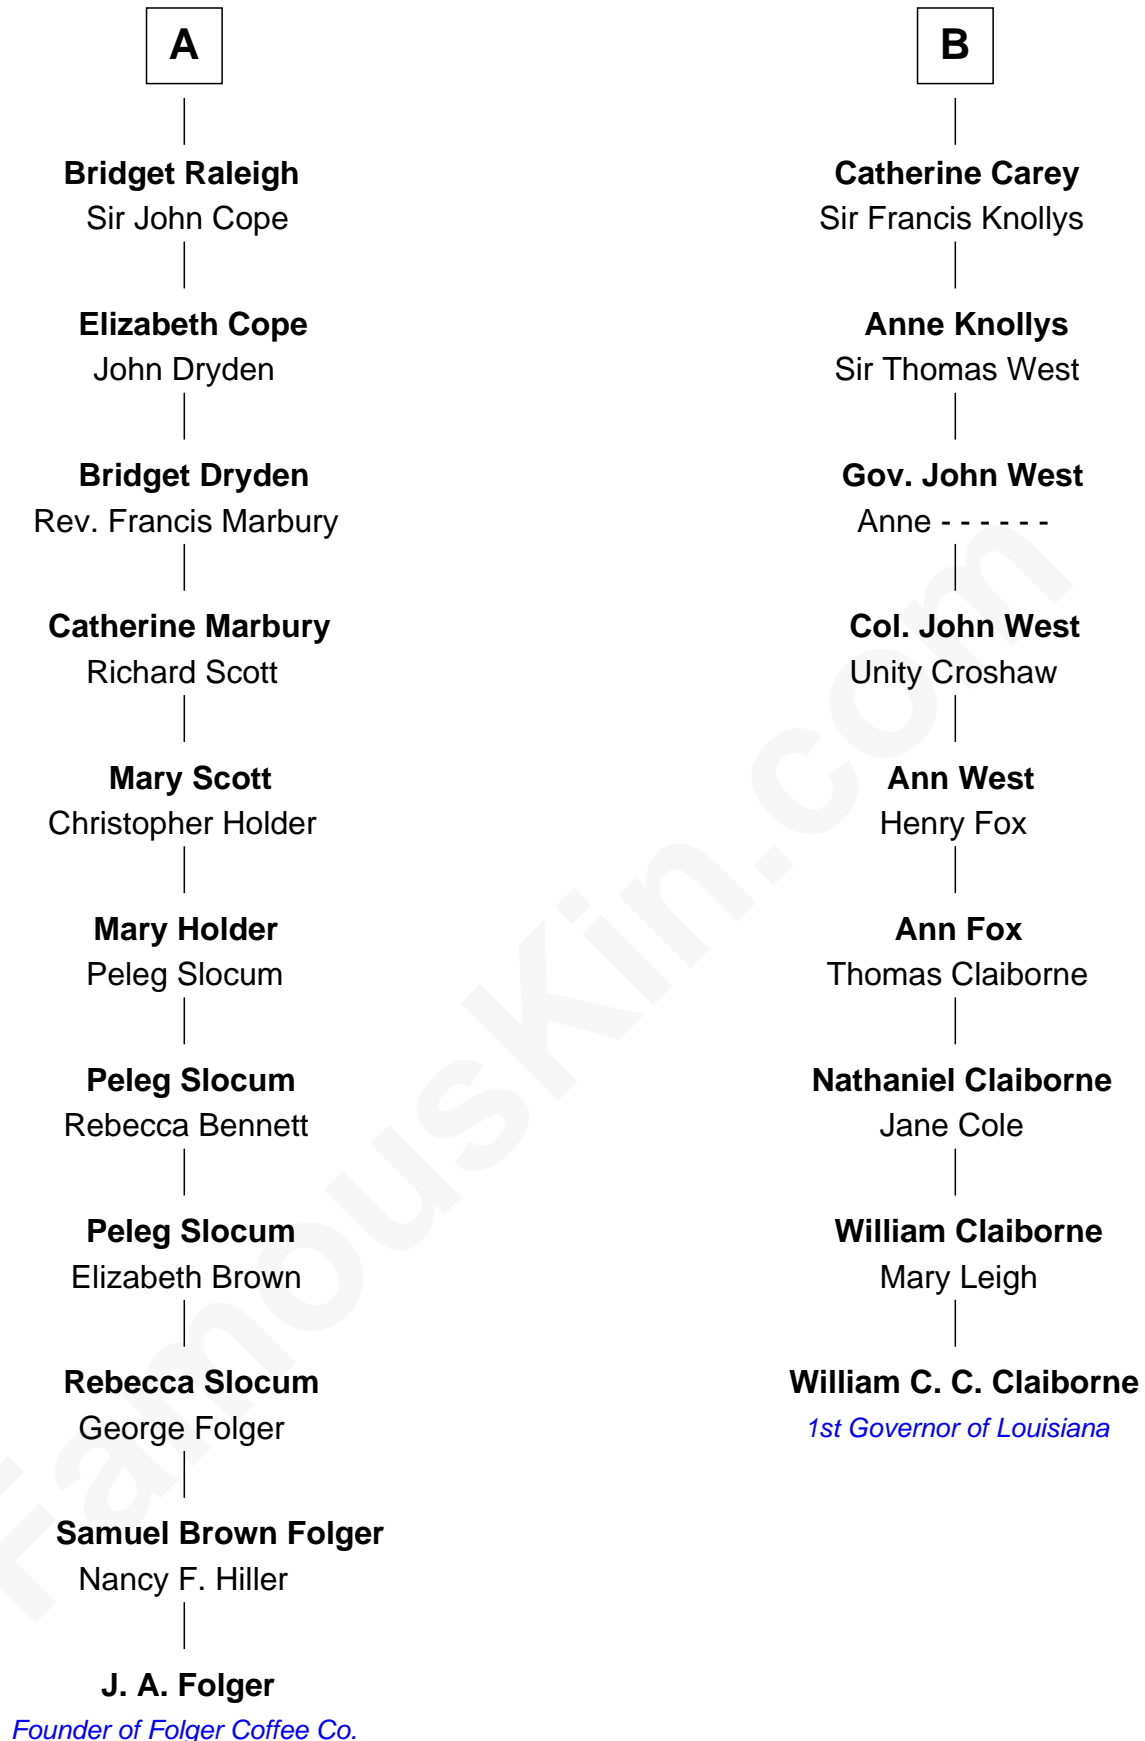 A
Bridget Raleigh
Sir John Cope
Elizabeth Cope
John Dryden
Bridget Dryden
Rev. Francis Marbury
Catherine Marbury
Richard Scott
Mary Scott
Christopher Holder
Mary Holder
Peleg Slocum
Peleg Slocum
Rebecca Bennett
Peleg Slocum
Elizabeth Brown
Rebecca Slocum
George Folger
Samuel Brown Folger
Nancy F. Hiller
J. A. Folger
Founder of Folger Coffee Co.
B
Catherine Carey
Sir Francis Knollys
Anne Knollys
Sir Thomas West
Gov. John West
Anne - - - - - -
Col. John West
Unity Croshaw
Ann West
Henry Fox
Ann Fox
Thomas Claiborne
Nathaniel Claiborne
Jane Cole
William Claiborne
Mary Leigh
William C. C. Claiborne
1st Governor of Louisiana
FamousKin.com